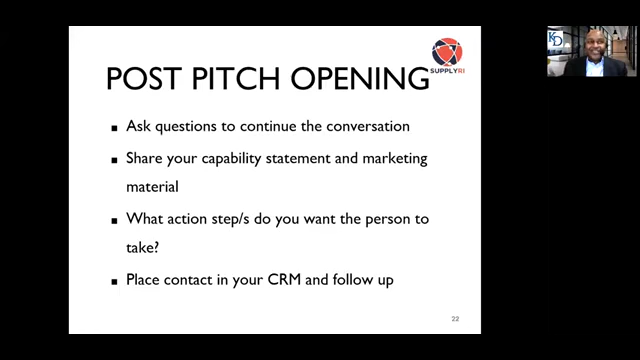 POST PITCH OPENING
SUPPLYRI
▪ Ask questions to continue the conversation
▪ Share your capability statement and marketing
material
▪ What action step/s do you want the person to
take?
▪ Place contact in your CRM and follow up
22
KD